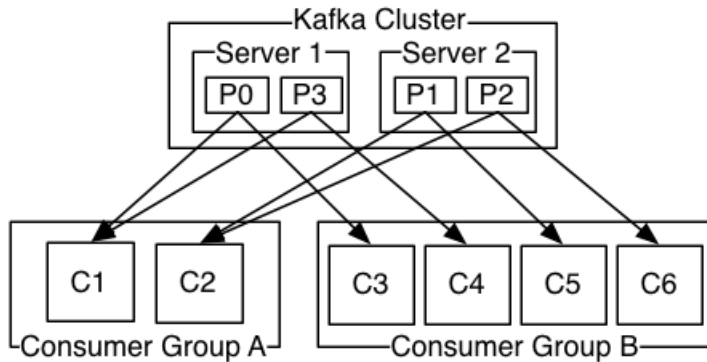 Kafka Cluster
Server 1 Server 2
P0 P3 P1 P2
C1 C2 C3 C4 C5 C6
Consumer Group A Consumer Group B